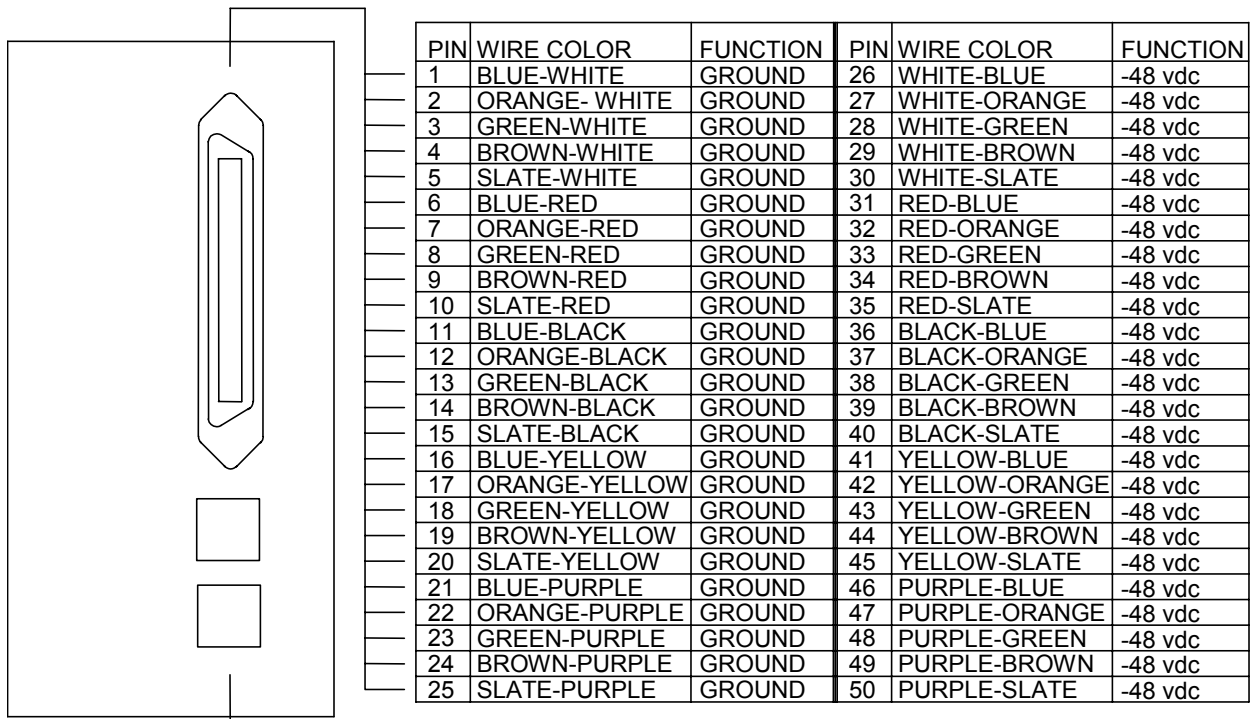 PIN WIRE COLOR FUNCTION PIN WIRE COLOR FUNCTION
1 BLUE-WHITE GROUND 26 WHITE-BLUE -48 vdc
2 ORANGE- WHITE GROUND 27 WHITE-ORANGE -48 vdc
3 GREEN-WHITE GROUND 28 WHITE-GREEN -48 vdc
4 BROWN-WHITE GROUND 29 WHITE-BROWN -48 vdc
5 SLATE-WHITE GROUND 30 WHITE-SLATE -48 vdc
6 BLUE-RED GROUND 31 RED-BLUE -48 vdc
7 ORANGE-RED GROUND 32 RED-ORANGE -48 vdc
8 GREEN-RED GROUND 33 RED-GREEN -48 vdc
9 BROWN-RED GROUND 34 RED-BROWN -48 vdc
10 SLATE-RED GROUND 35 RED-SLATE -48 vdc
11 BLUE-BLACK GROUND 36 BLACK-BLUE -48 vdc
12 ORANGE-BLACK GROUND 37 BLACK-ORANGE -48 vdc
13 GREEN-BLACK GROUND 38 BLACK-GREEN -48 vdc
14 BROWN-BLACK GROUND 39 BLACK-BROWN -48 vdc
15 SLATE-BLACK GROUND 40 BLACK-SLATE -48 vdc
16 BLUE-YELLOW GROUND 41 YELLOW-BLUE -48 vdc
17 ORANGE-YELLOW GROUND 42 YELLOW-ORANGE -48 vdc
18 GREEN-YELLOW GROUND 43 YELLOW-GREEN -48 vdc
19 BROWN-YELLOW GROUND 44 YELLOW-BROWN -48 vdc
20 SLATE-YELLOW GROUND 45 YELLOW-SLATE -48 vdc
21 BLUE-PURPLE GROUND 46 PURPLE-BLUE -48 vdc
22 ORANGE-PURPLE GROUND 47 PURPLE-ORANGE -48 vdc
23 GREEN-PURPLE GROUND 48 PURPLE-GREEN -48 vdc
24 BROWN-PURPLE GROUND 49 PURPLE-BROWN -48 vdc
25 SLATE-PURPLE GROUND 50 PURPLE-SLATE -48 vdc